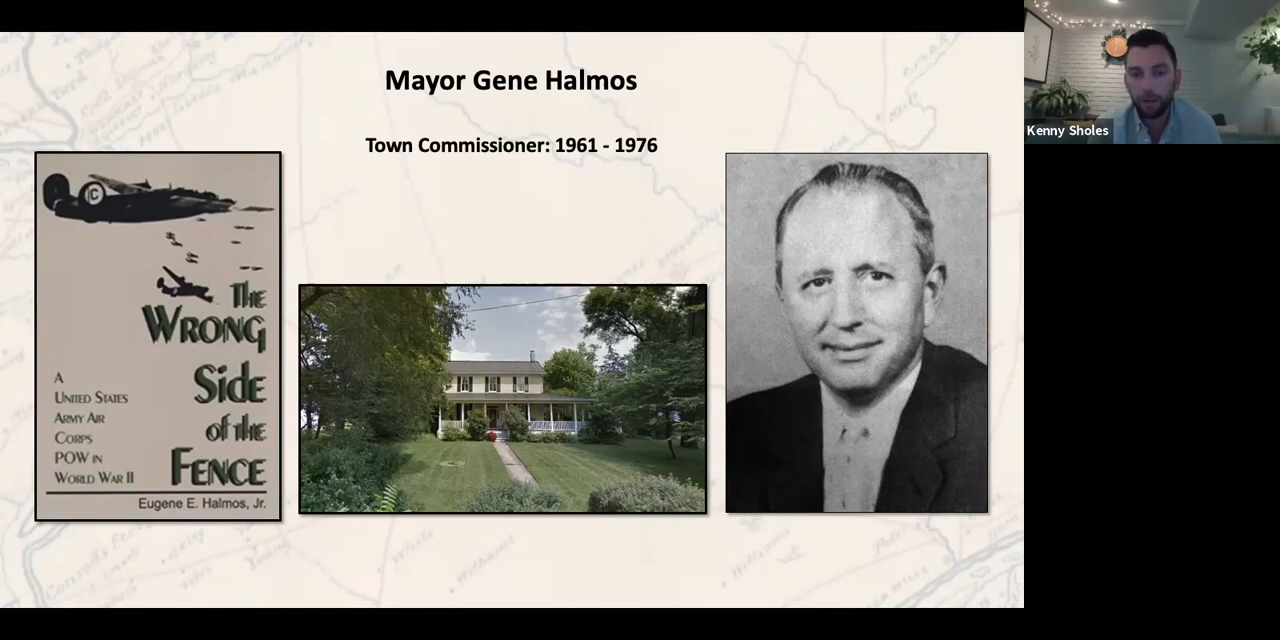 Mayor Gene Halmos
Town Commissioner: 1961 - 1976
C
The
Wrong
Side
of the
Fence
A
United States
Army Air
Corps
POW in
World War II
Eugene E. Halmos, Jr.
Kenny Sholes